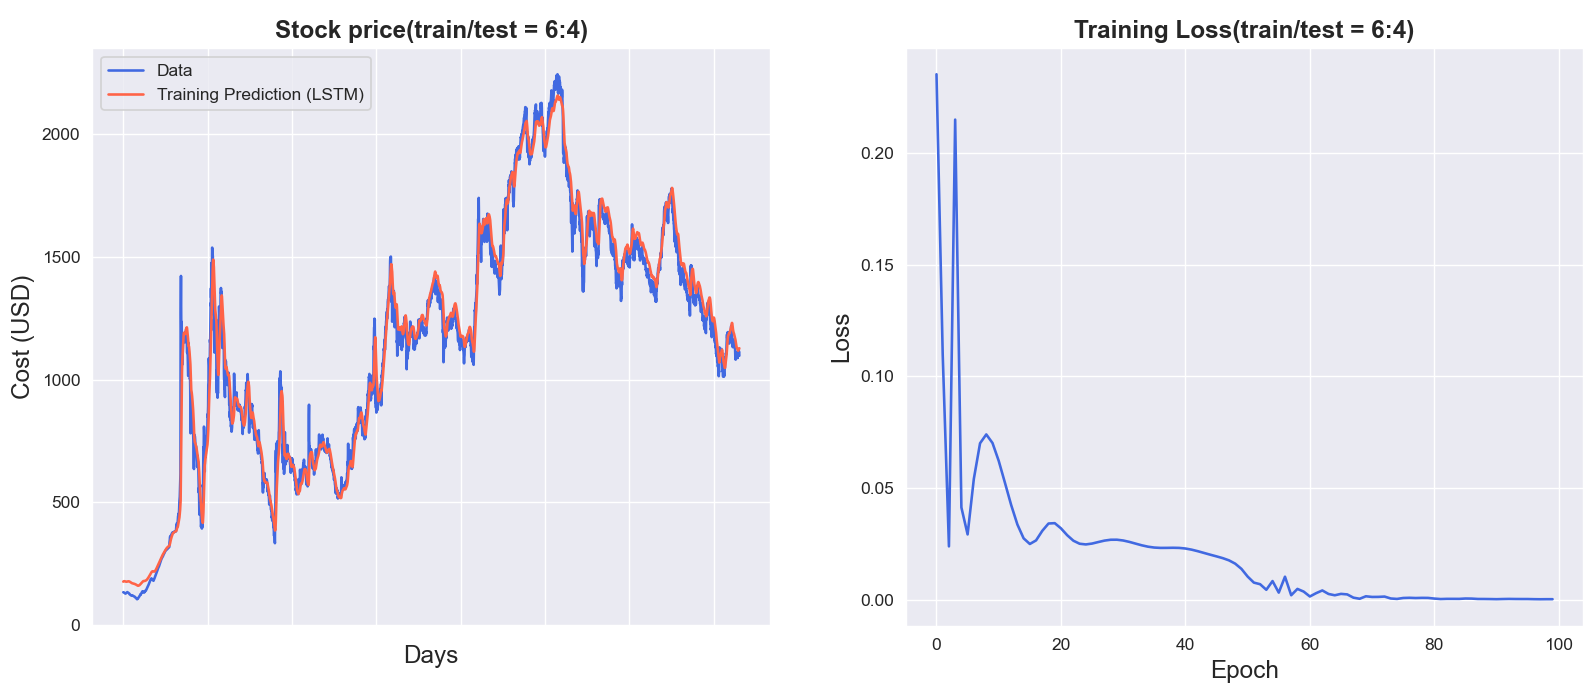 Stock price(train/test = 6:4)
Data
Training Prediction (LSTM)
2000
1500
1000
500
0
Cost (USD)
Days
Training Loss(train/test = 6:4)
0.20
0.15
0.10
0.05
0.00
Loss
0 20 40 60 80 100
Epoch